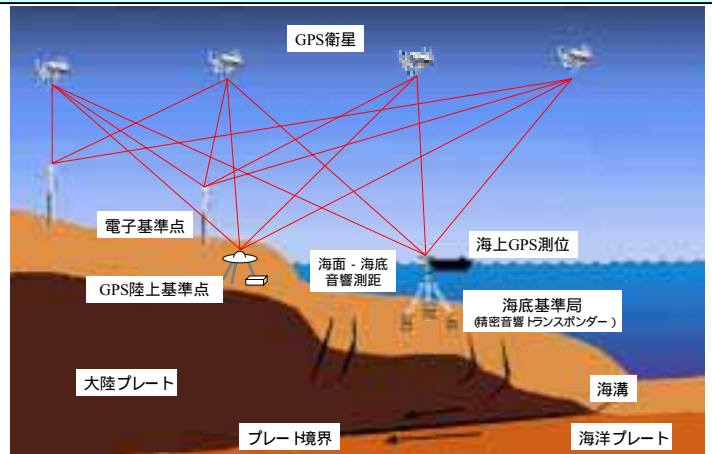 GPS衛星
電子基準点
GPS陸上基準点
海面 - 海底
音響測距
海上GPS測位
海底基準局
(精密音響トランスポンダー)
大陸プレート
海溝
プレート境界
海洋プレート